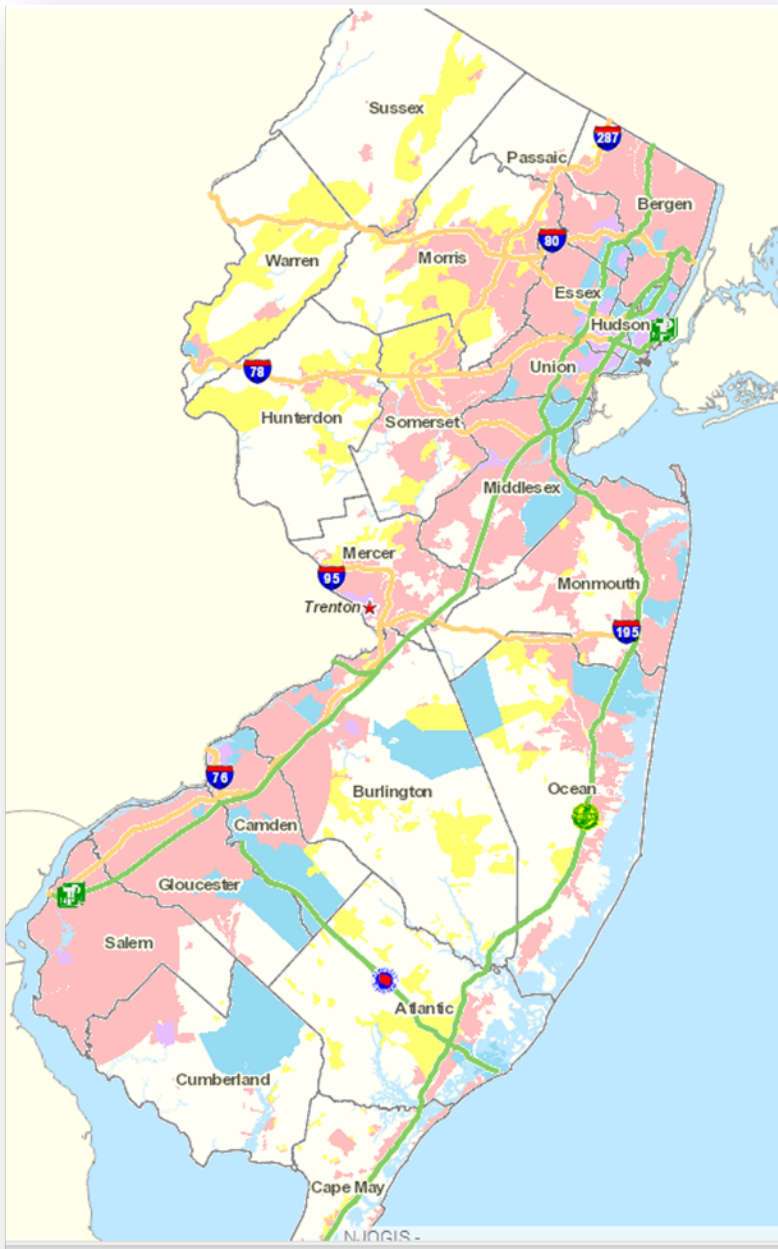 Sussex
287
Passaic
Bergen
80
Warren
Morris
Essex
Hudson
78
Union
Hunterdon
Somerset
Middlesex
Mercer
95
Monmouth
Trenton
195
76
Burlington
Ocean
Camden
Gloucester
Salem
Atlantic
Cumberland
Cape May
NJOGIS -